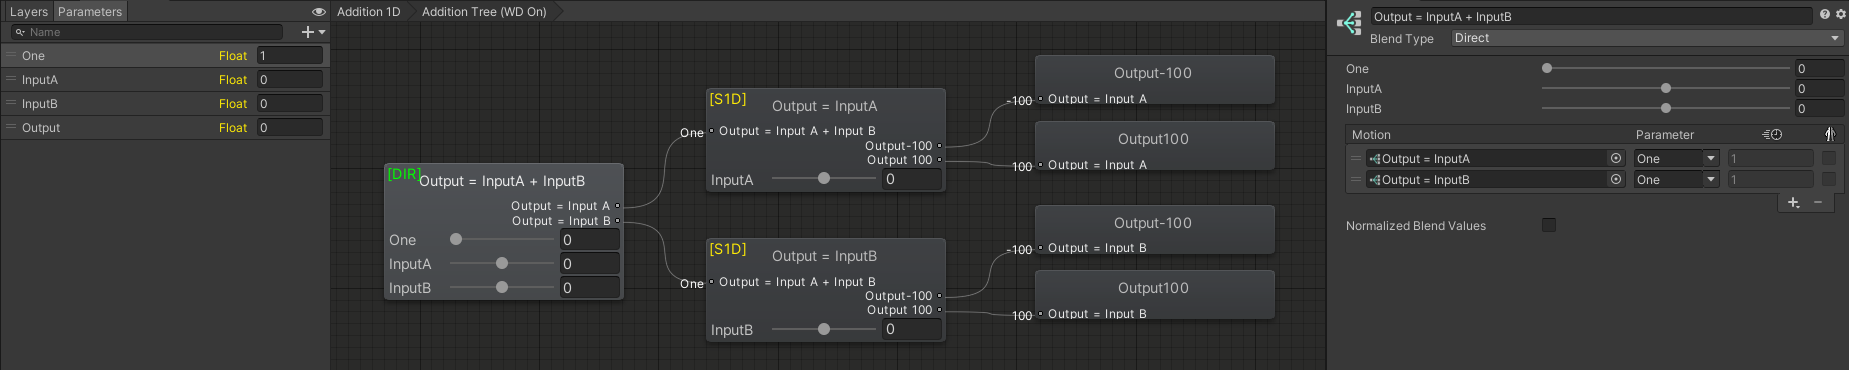 Layers Parameters
Name
One Float 1
InputA Float 0
InputB Float 0
Output Float 0
Addition 1D Addition Tree (WD On)
[DIR] Output = InputA + InputB
Output = Input A
Output = Input B
One 0
InputA 0
InputB 0
[S1D] Output = InputA
One Output = Input A + Input B
Output-100
Output 100
InputA 0
[S1D] Output = InputB
One Output = Input A + Input B
Output-100
Output 100
InputB 0
Output-100
-100 Output = Input A
Output100
100 Output = Input A
Output-100
-100 Output = Input B
Output100
100 Output = Input B
Output = InputA + InputB
Blend Type Direct
One 0
InputA 0
InputB 0
Motion Parameter
Output = InputA One 1
Output = InputB One 1
Normalized Blend Values